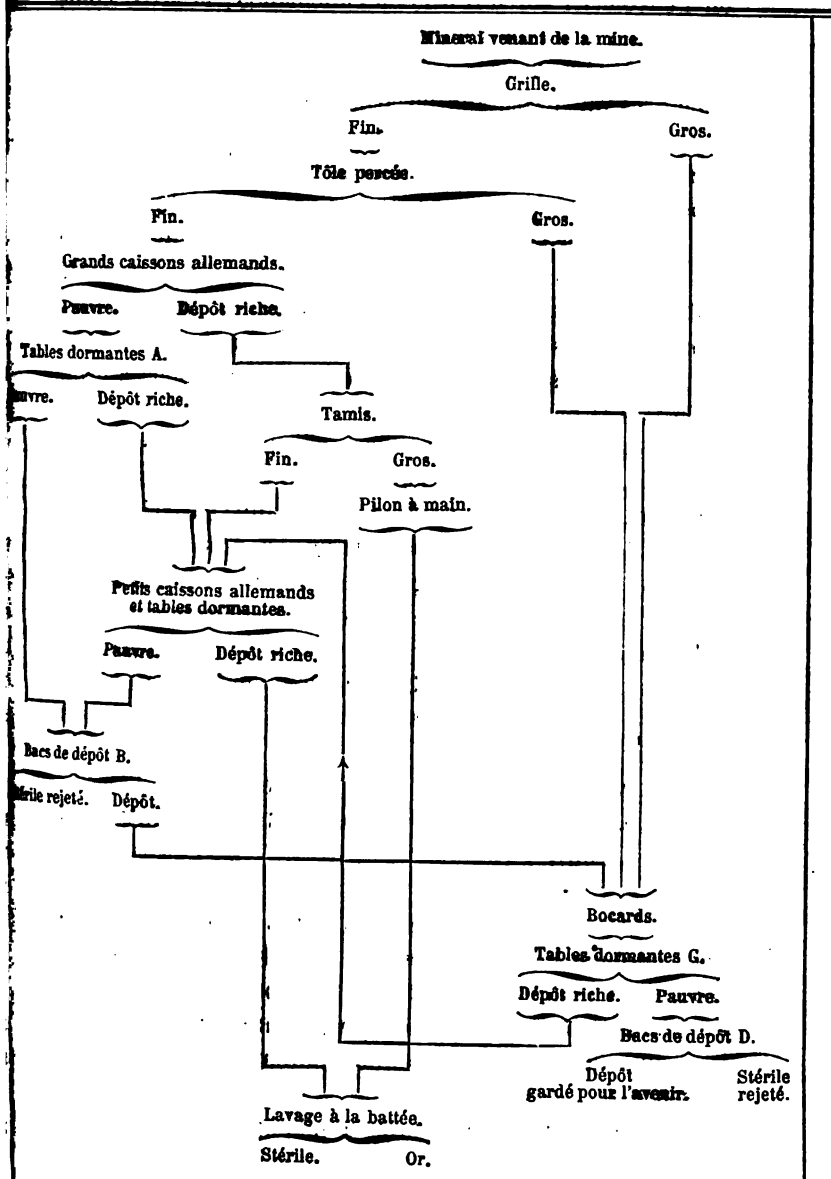 Minerai venant de la mine.
Grille.
Fin.
Gros.
Tôle percée.
Fin.
Gros.
Grands caissons allemands.
Pauvre.
Dépôt riche.
Tables dormantes A.
Pauvre.
Dépôt riche.
Tamis.
Fin.
Gros.
Pilon à main.
Petits caissons allemands
et tables dormantes.
Pauvre.
Dépôt riche.
Bacs de dépôt B.
Stérile rejeté.
Dépôt.
Bocards.
Tables dormantes G.
Dépôt riche.
Pauvre.
Bacs de dépôt D.
Dépôt
gardé pour l'avenir.
Stérile
rejeté.
Lavage à la battée.
Stérile.
Or.